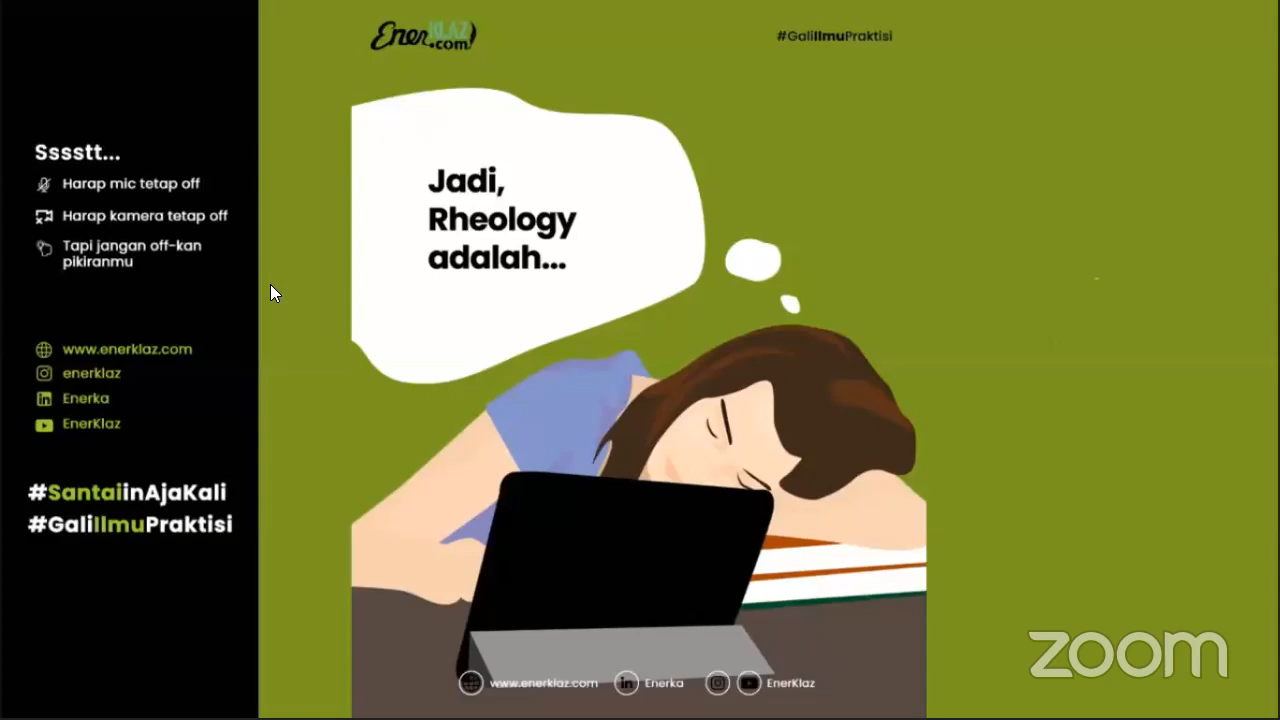 Sssstt...
Harap mic tetap off
Harap kamera tetap off
Tapi jangan off-kan
pikiranmu
www.enerklaz.com
enerklaz
Enerka
EnerKlaz
#SantaiinAjaKali
#GaliIlmuPraktisi
EnerKLAZ
.com
#GaliIlmuPraktisi
Jadi,
Rheology
adalah...
www.enerklaz.com Enerka EnerKlaz
zoom